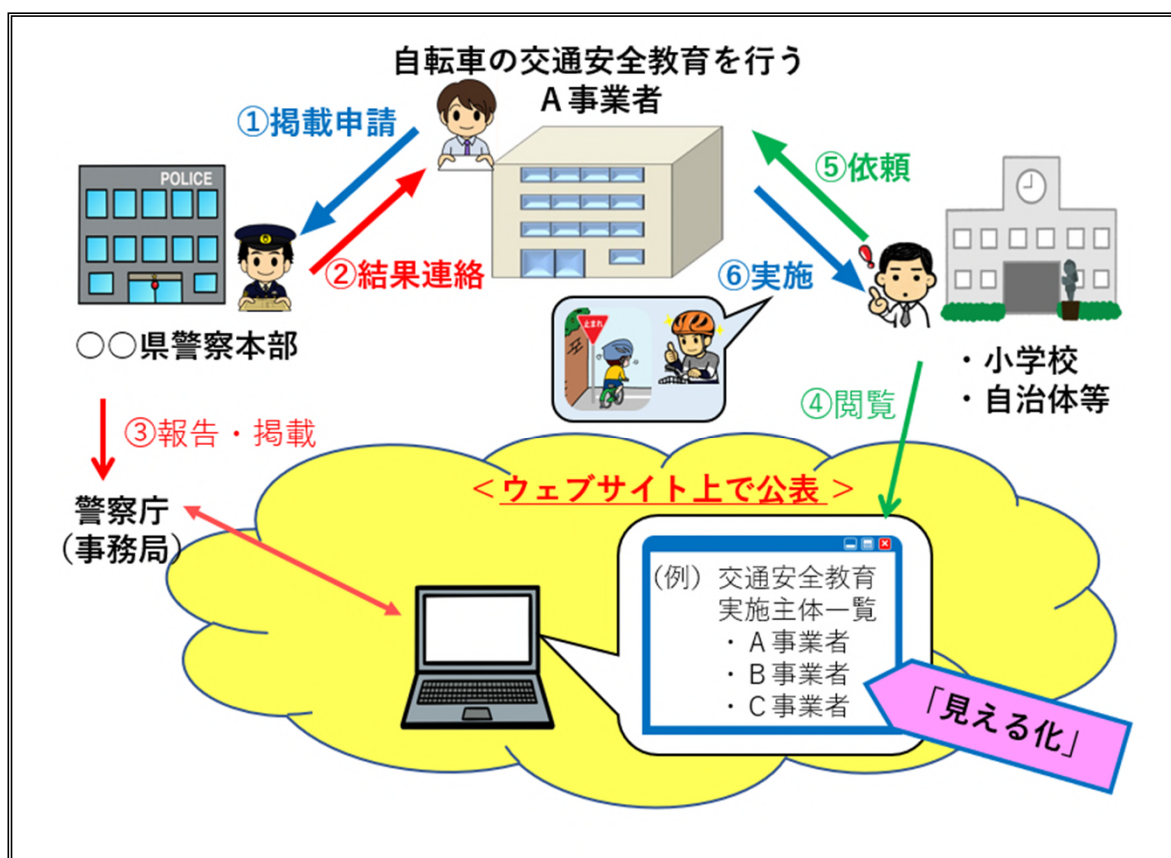 自転車の交通安全教育を行う
A事業者
①掲載申請
②結果連絡
POLICE
○○県警察本部
⑤依頼
⑥実施
止まれ
・小学校
・自治体等
③報告・掲載
④閲覧
警察庁
(事務局)
<ウェブサイト上で公表>
(例) 交通安全教育
実施主体一覧
・A事業者
・B事業者
・C事業者
「見える化」